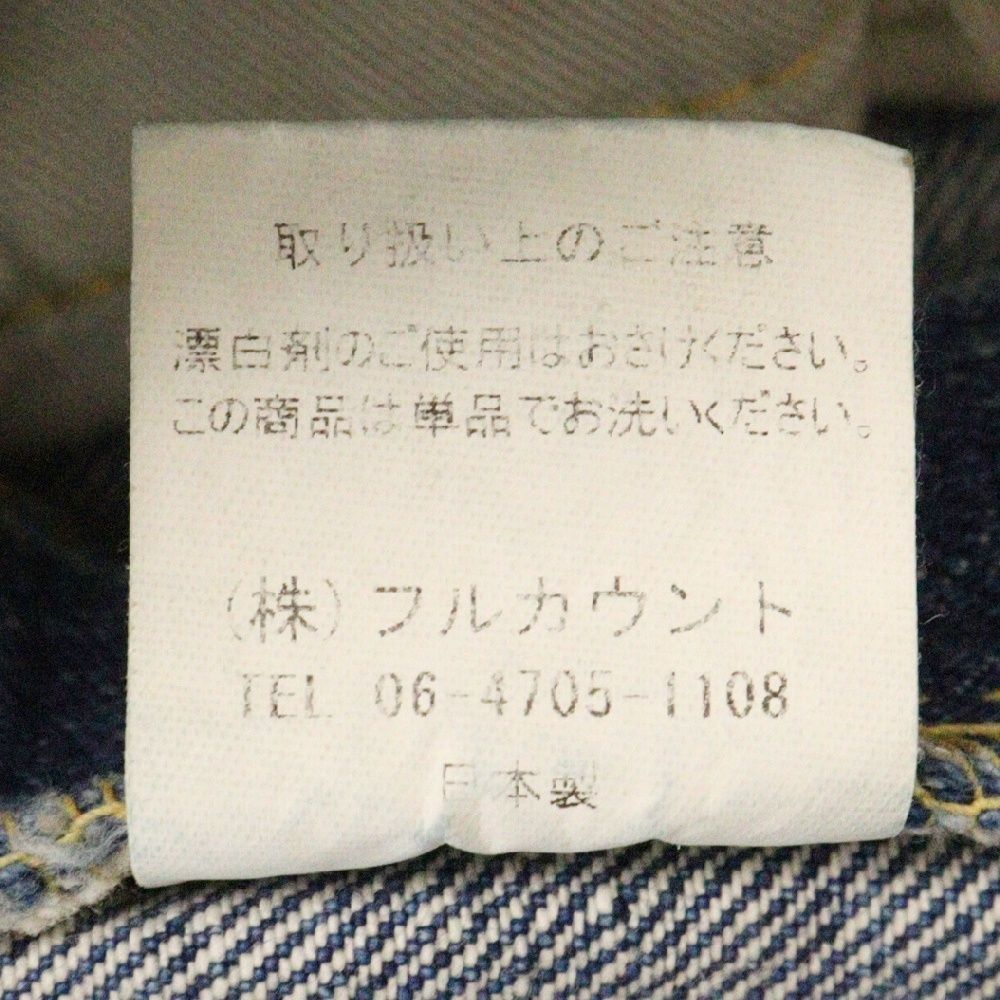 取り扱い上のご注意
漂白剤のご使用はおさけください。
この商品は単品でお洗いください。
(株)フルカウント
TEL 06-4705-1108
日本製